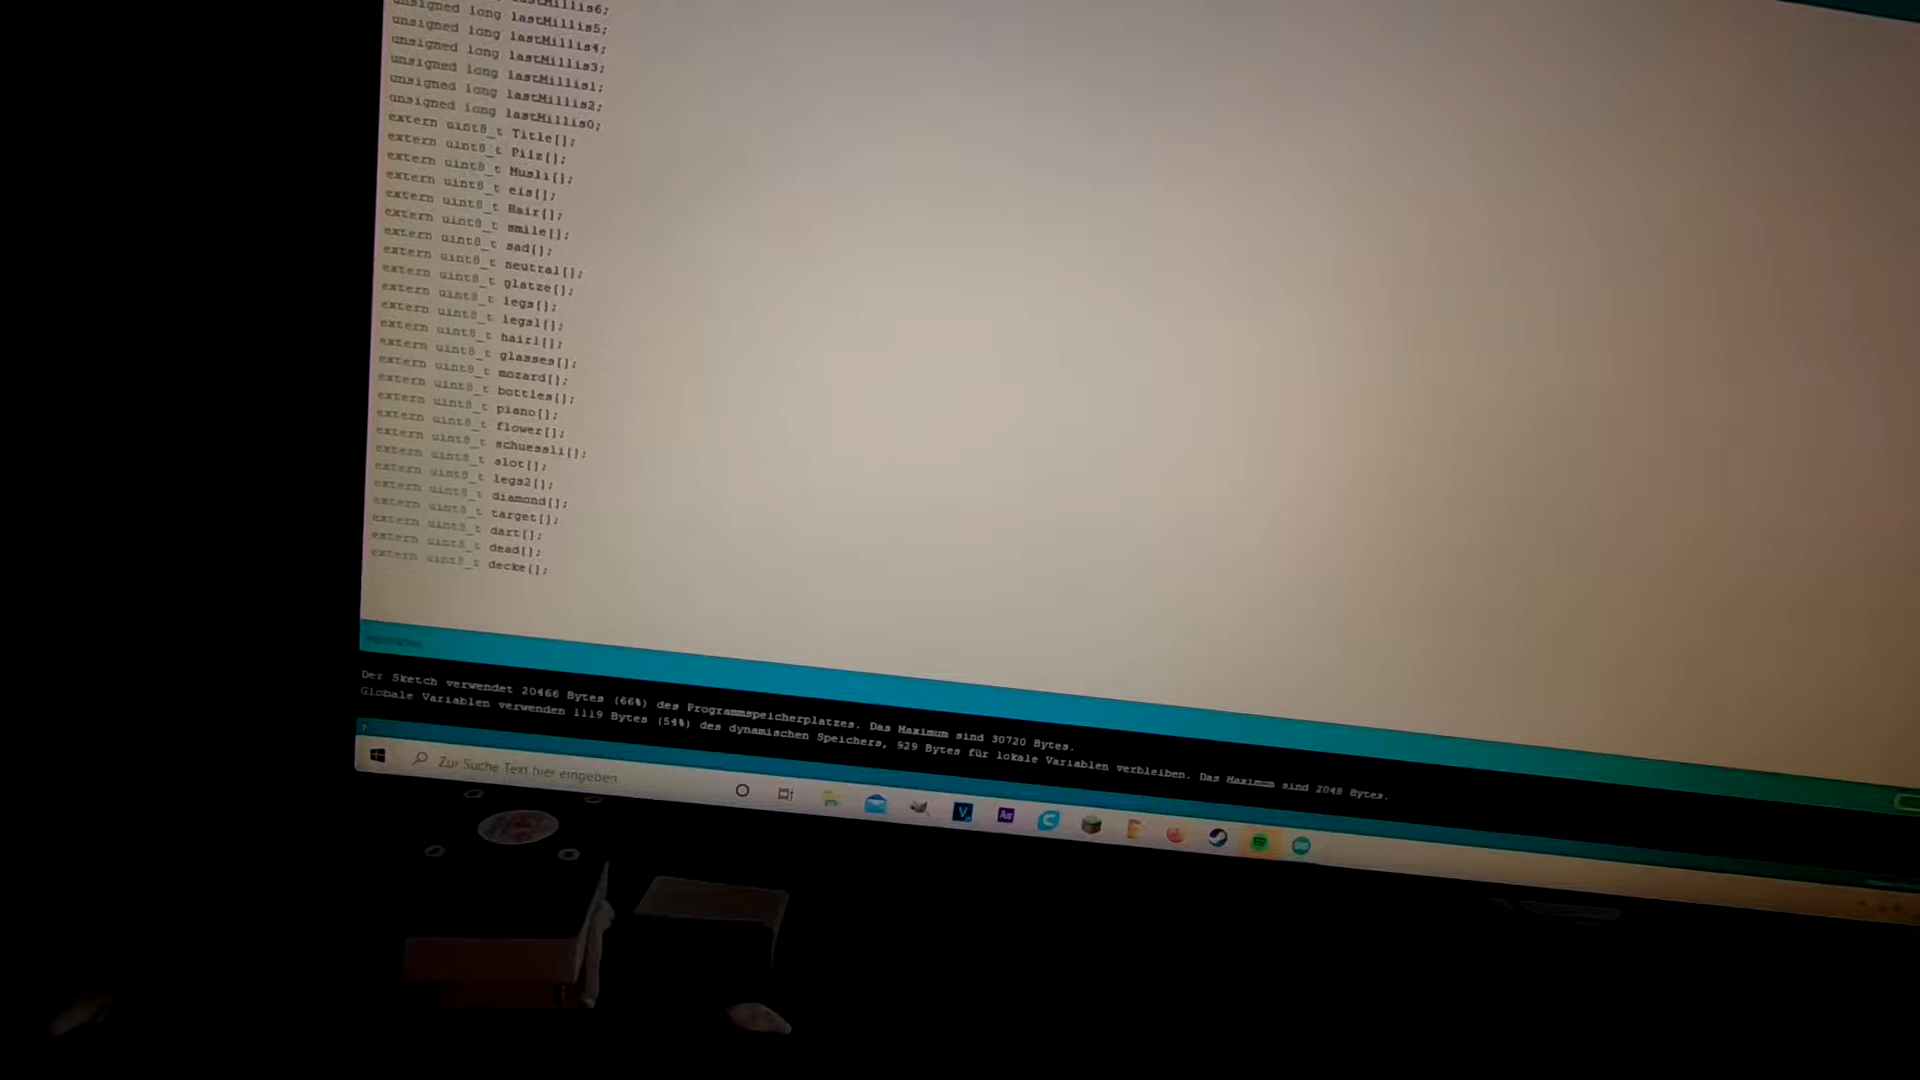 lastMillis6;
unsigned long lastMillis5;
unsigned long lastMillis4;
unsigned long lastMillis3;
unsigned long lastMillis1;
unsigned long lastMillis2;
unsigned long lastMillis0;
extern uint8_t Title[];
extern uint8_t Pilz[];
extern uint8_t Musli[];
extern uint8_t eis[];
extern uint8_t Hair[];
extern uint8_t smile[];
extern uint8_t sad[];
extern uint8_t neutral[];
extern uint8_t glatze[];
extern uint8_t legs[];
extern uint8_t legs1[];
extern uint8_t hair1[];
extern uint8_t glasses[];
extern uint8_t mozard[];
extern uint8_t bottles[];
extern uint8_t piano[];
extern uint8_t flower[];
extern uint8_t schuessli[];
extern uint8_t slot[];
extern uint8_t legs2[];
extern uint8_t diamond[];
extern uint8_t target[];
extern uint8_t dart[];
extern uint8_t dead[];
extern uint8_t decke[];
Der Sketch verwendet 20466 Bytes (66%) des Programmspeicherplatzes. Das Maximum sind 30720 Bytes.
Globale Variablen verwenden 1119 Bytes (54%) des dynamischen Speichers, 929 Bytes für lokale Variablen verbleiben. Das Maximum sind 2048 Bytes.
Zur Suche Text hier eingeben
V
Ae